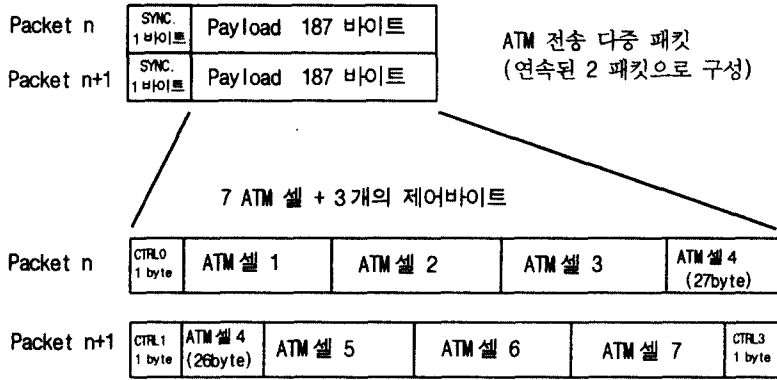 Packet n
SYNC.
1 바이트
Payload 187 바이트
Packet n+1
SYNC.
1 바이트
Payload 187 바이트
ATM 전송 다중 패킷
(연속된 2 패킷으로 구성)
7 ATM 셀 + 3개의 제어바이트
Packet n
CTRL0
1 byte
ATM 셀 1
ATM 셀 2
ATM 셀 3
ATM 셀 4
(27byte)
Packet n+1
CTRL1
1 byte
ATM 셀 4
(26byte)
ATM 셀 5
ATM 셀 6
ATM 셀 7
CTRL3
1 byte